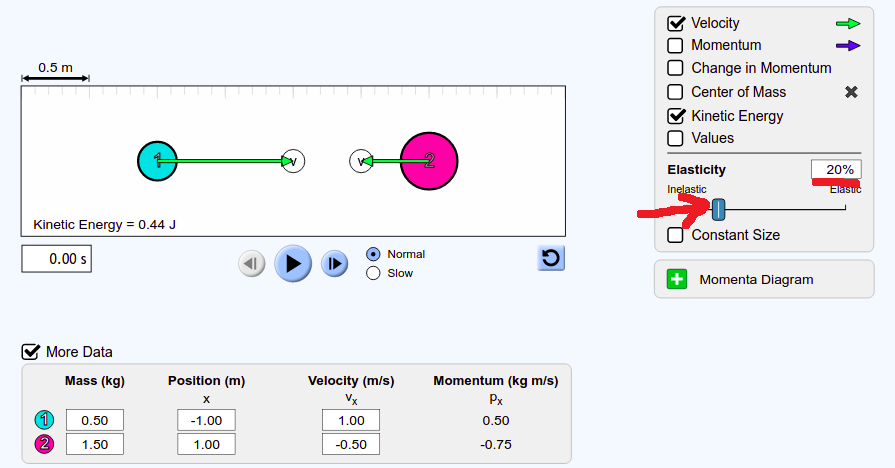 0.5 m
1
v
v
2
Kinetic Energy = 0.44 J
0.00 s
Normal
Slow
Velocity
Momentum
Change in Momentum
Center of Mass
Kinetic Energy
Values
Elasticity 20%
Inelastic Elastic
Constant Size
Momenta Diagram
More Data
Mass (kg) Position (m) Velocity (m/s) Momentum (kg m/s)
x vₓ pₓ
1 0.50 -1.00 1.00 0.50
2 1.50 1.00 -0.50 -0.75